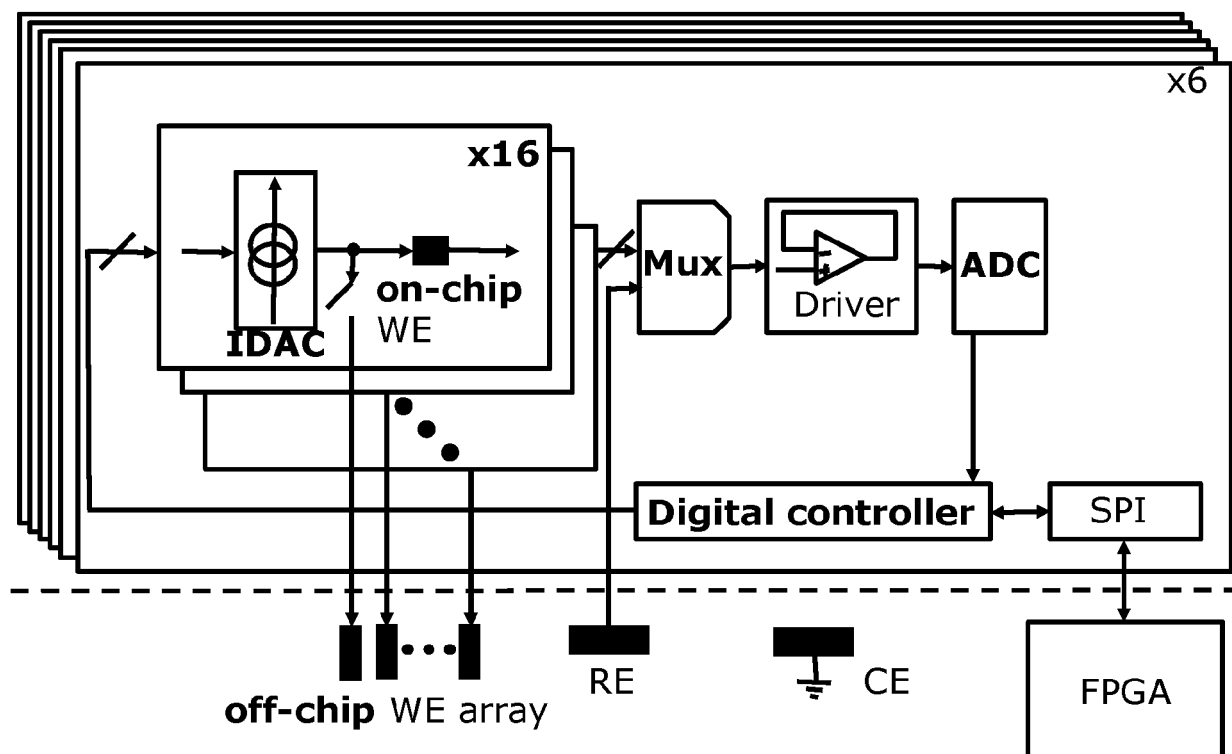 x6
x16
IDAC
on-chip
WE
Mux
Driver
ADC
Digital controller
SPI
off-chip WE array
RE
CE
FPGA